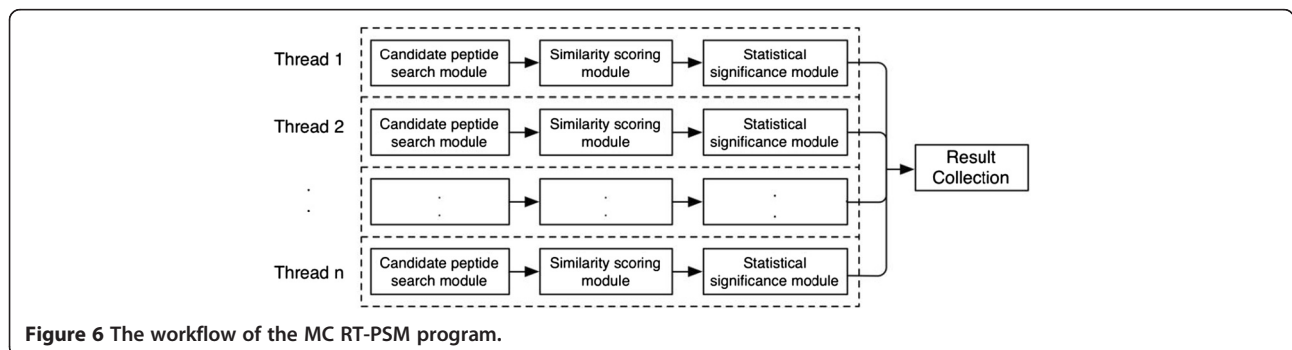 Thread 1
Candidate peptide
search module
Similarity scoring
module
Statistical
significance module
Thread 2
Candidate peptide
search module
Similarity scoring
module
Statistical
significance module
.
.
.
.
.
.
.
.
Thread n
Candidate peptide
search module
Similarity scoring
module
Statistical
significance module
Result
Collection
Figure 6 The workflow of the MC RT-PSM program.